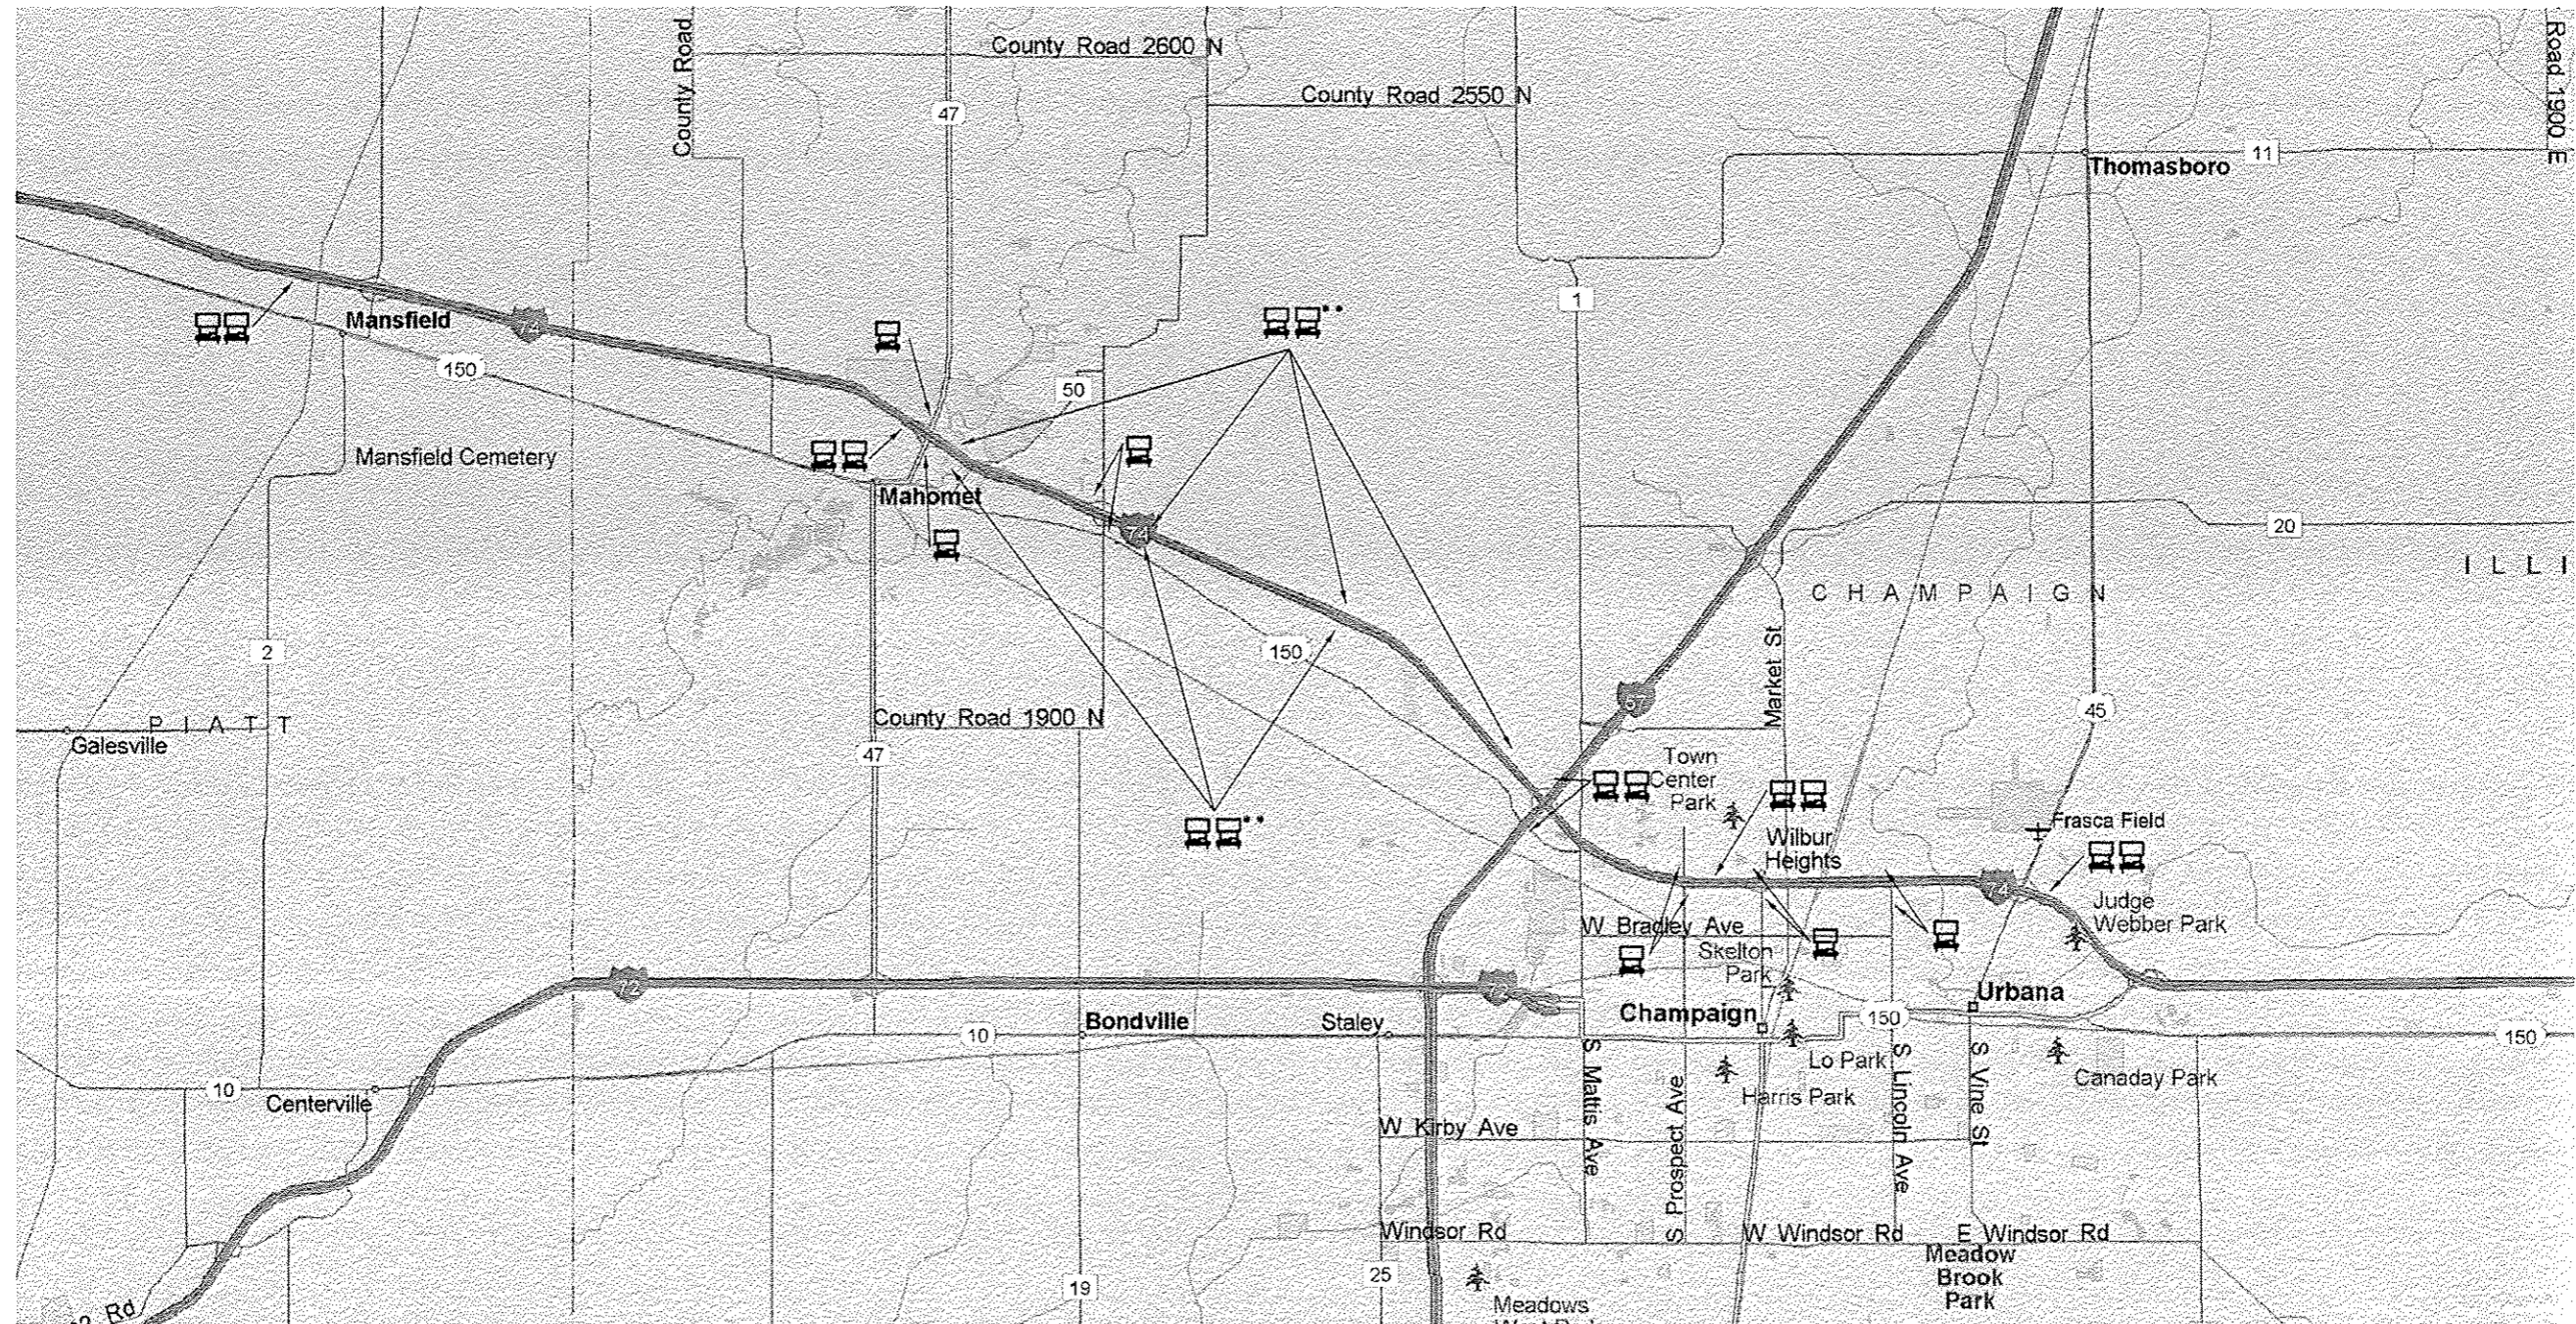 County Road
County Road 2600 N
47
County Road 2550 N
Road 1900 E
Thomasboro
11
1
Mansfield
74
150
50
Mansfield Cemetery
Mahomet
74
20
ILLI
CHAMPAIGN
2
150
Market St
57
45
County Road 1900 N
PIATT
Galesville
47
Town
Center
Park
Wilbur
Heights
Frasca Field
74
Judge
Webber Park
W Bradley Ave
Skelton
Park
72
72
Urbana
Champaign
150
Bondville
Staley
10
150
10
Centerville
Lo Park
Harris Park
Canaday Park
S Mattis Ave
S Prospect Ave
S Lincoln Ave
S Vine St
W Kirby Ave
Windsor Rd
W Windsor Rd
E Windsor Rd
Meadow
Brook
Park
19
25
Meadows
Rd